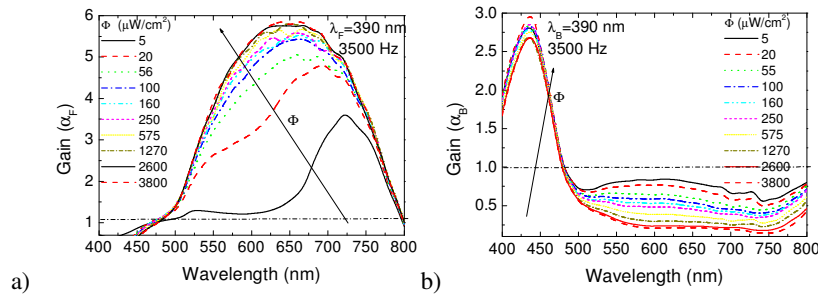 Φ (μW/cm²)
5
20
56
100
160
250
575
1270
2600
3800
λF=390 nm
3500 Hz
Φ
Gain (αF)
6
5
4
3
2
1
400 450 500 550 600 650 700 750 800
Wavelength (nm)
a)
λB=390 nm
3500 Hz
Φ
Φ (μW/cm²)
5
20
55
100
160
250
575
1270
2600
3800
Gain (αB)
3.0
2.5
2.0
1.5
1.0
0.5
400 450 500 550 600 650 700 750 800
Wavelength (nm)
b)